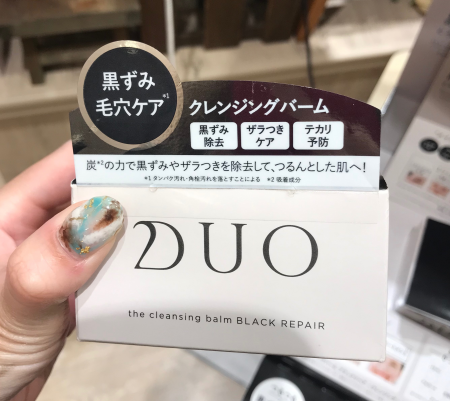 黒ずみ
毛穴ケア*1
クレンジングバーム
黒ずみ
除去
ザラつき
ケア
テカリ
予防
炭*2の力で黒ずみやザラつきを除去して、つるんとした肌へ!
*1 タンパク汚れ・角栓汚れを落とすことによる *2 吸着成分
DUO
the cleansing balm BLACK REPAIR